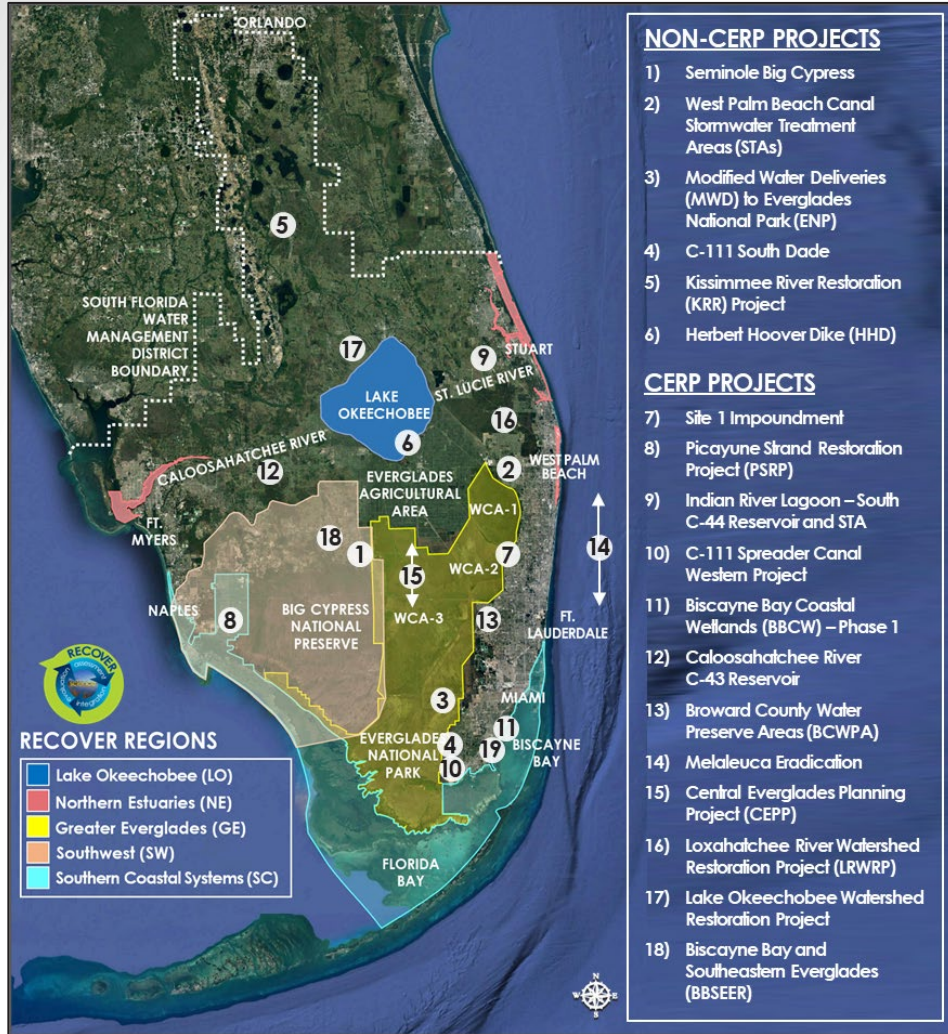 ORLANDO
5
SOUTH FLORIDA
WATER
MANAGEMENT
DISTRICT
BOUNDARY
17
9
STUART
ST. LUCIE RIVER
LAKE
OKEECHOBEE
16
6
CALOOSAHATCHEE RIVER
12
2
WEST PALM
BEACH
EVERGLADES
AGRICULTURAL
AREA
WCA-1
FT.
MYERS
18
1
WCA-2
7
14
15
NAPLES
8
BIG CYPRESS
NATIONAL
PRESERVE
WCA-3
13
FT.
LAUDERDALE
3
MIAMI
EVERGLADES
NATIONAL
PARK
4
11
19
BISCAYNE
BAY
10
FLORIDA
BAY
RECOVER
assessment
integration
evaluation
RECOVER REGIONS
Lake Okeechobee (LO)
Northern Estuaries (NE)
Greater Everglades (GE)
Southwest (SW)
Southern Coastal Systems (SC)
N
W E
S
NON-CERP PROJECTS
1) Seminole Big Cypress
2) West Palm Beach Canal
Stormwater Treatment
Areas (STAs)
3) Modified Water Deliveries
(MWD) to Everglades
National Park (ENP)
4) C-111 South Dade
5) Kissimmee River Restoration
(KRR) Project
6) Herbert Hoover Dike (HHD)
CERP PROJECTS
7) Site 1 Impoundment
8) Picayune Strand Restoration
Project (PSRP)
9) Indian River Lagoon – South
C-44 Reservoir and STA
10) C-111 Spreader Canal
Western Project
11) Biscayne Bay Coastal
Wetlands (BBCW) – Phase 1
12) Caloosahatchee River
C-43 Reservoir
13) Broward County Water
Preserve Areas (BCWPA)
14) Melaleuca Eradication
15) Central Everglades Planning
Project (CEPP)
16) Loxahatchee River Watershed
Restoration Project (LRWRP)
17) Lake Okeechobee Watershed
Restoration Project
18) Biscayne Bay and
Southeastern Everglades
(BBSEER)